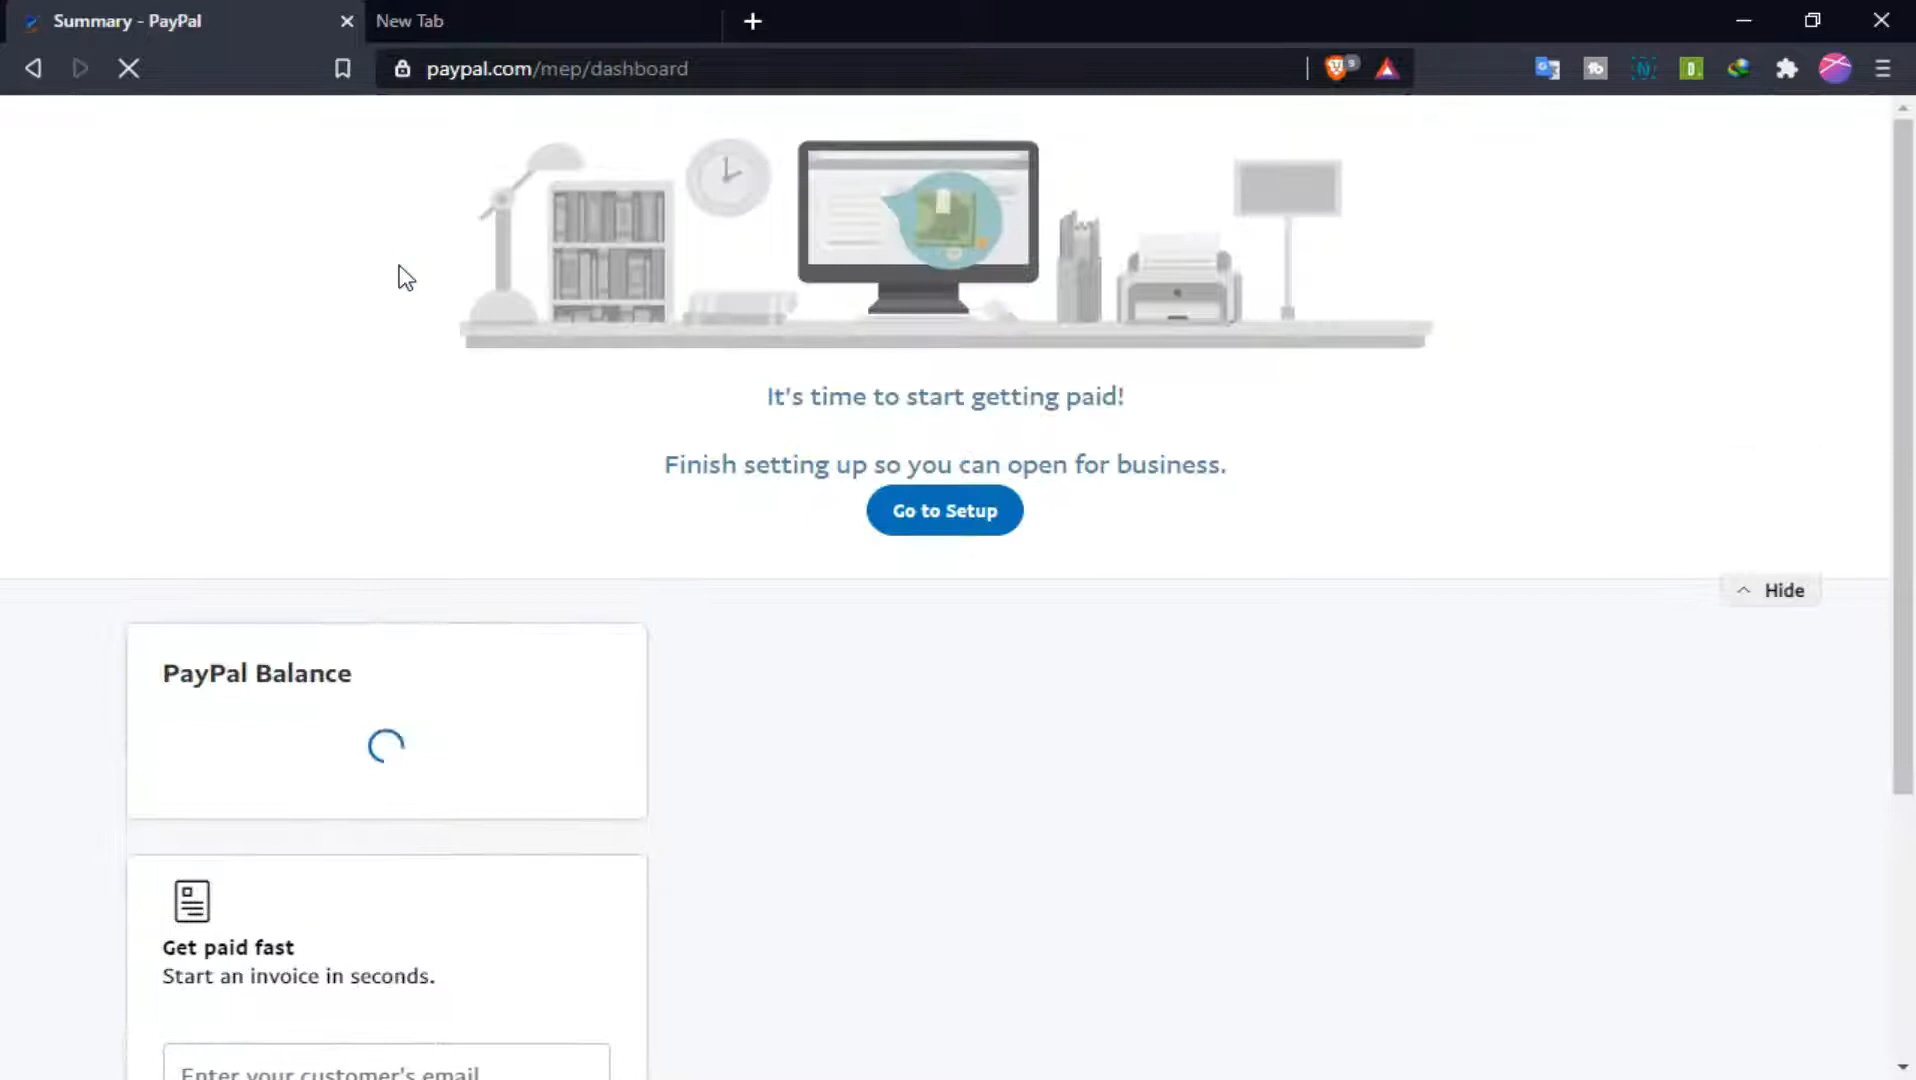 Summary - PayPal
New Tab
paypal.com/mep/dashboard
9
It's time to start getting paid!
Finish setting up so you can open for business.
Go to Setup
Hide
PayPal Balance
Get paid fast
Start an invoice in seconds.
Enter your customer's email